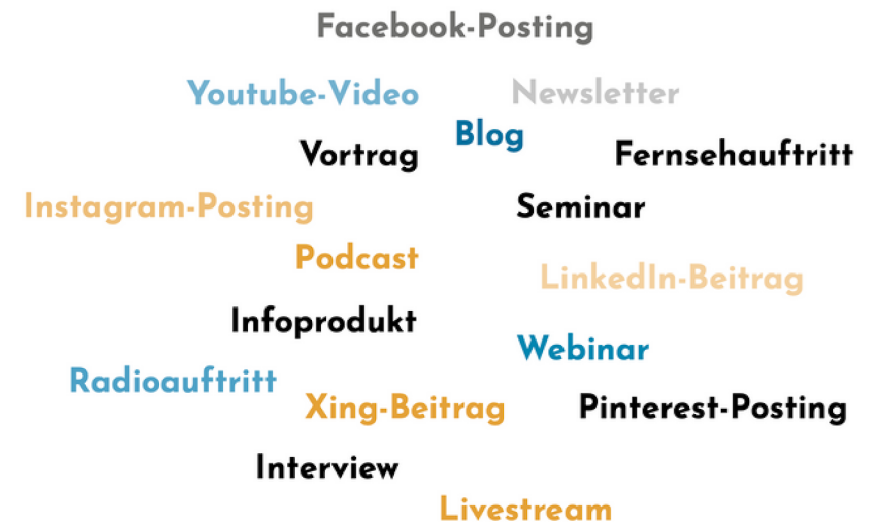 Facebook-Posting
Youtube-Video
Newsletter
Blog
Vortrag
Fernsehauftritt
Instagram-Posting
Seminar
Podcast
LinkedIn-Beitrag
Infoprodukt
Webinar
Radioauftritt
Xing-Beitrag
Pinterest-Posting
Interview
Livestream